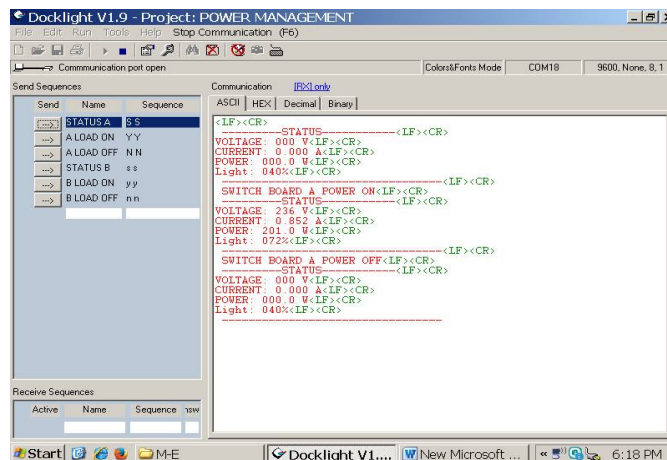 Docklight V1.9 - Project: POWER MANAGEMENT
File Edit Run Tools Help Stop Communication (F6)
Commmunication port open
Colors&Fonts Mode COM18 9600, None, 8, 1
Send Sequences
Send Name Sequence
---> STATUS A S S
---> A LOAD ON Y Y
---> A LOAD OFF N N
---> STATUS B s s
---> B LOAD ON y y
---> B LOAD OFF n n
Receive Sequences
Active Name Sequence
Communication [RX] only
ASCII HEX Decimal Binary
<LF><CR>
----------STATUS------------<LF><CR>
VOLTAGE: 000 V<LF><CR>
CURRENT: 0.000 A<LF><CR>
POWER: 000.0 W<LF><CR>
Light: 040%<LF><CR>
--------------------------------------<LF><CR>
SWITCH BOARD A POWER ON<LF><CR>
----------STATUS------------<LF><CR>
VOLTAGE: 236 V<LF><CR>
CURRENT: 0.852 A<LF><CR>
POWER: 201.0 W<LF><CR>
Light: 072%<LF><CR>
--------------------------------------<LF><CR>
SWITCH BOARD A POWER OFF<LF><CR>
----------STATUS------------<LF><CR>
VOLTAGE: 000 V<LF><CR>
CURRENT: 0.000 A<LF><CR>
POWER: 000.0 W<LF><CR>
Light: 040%<LF><CR>
--------------------------------------
Start M-E Docklight V1.... New Microsoft ... « 6:18 PM